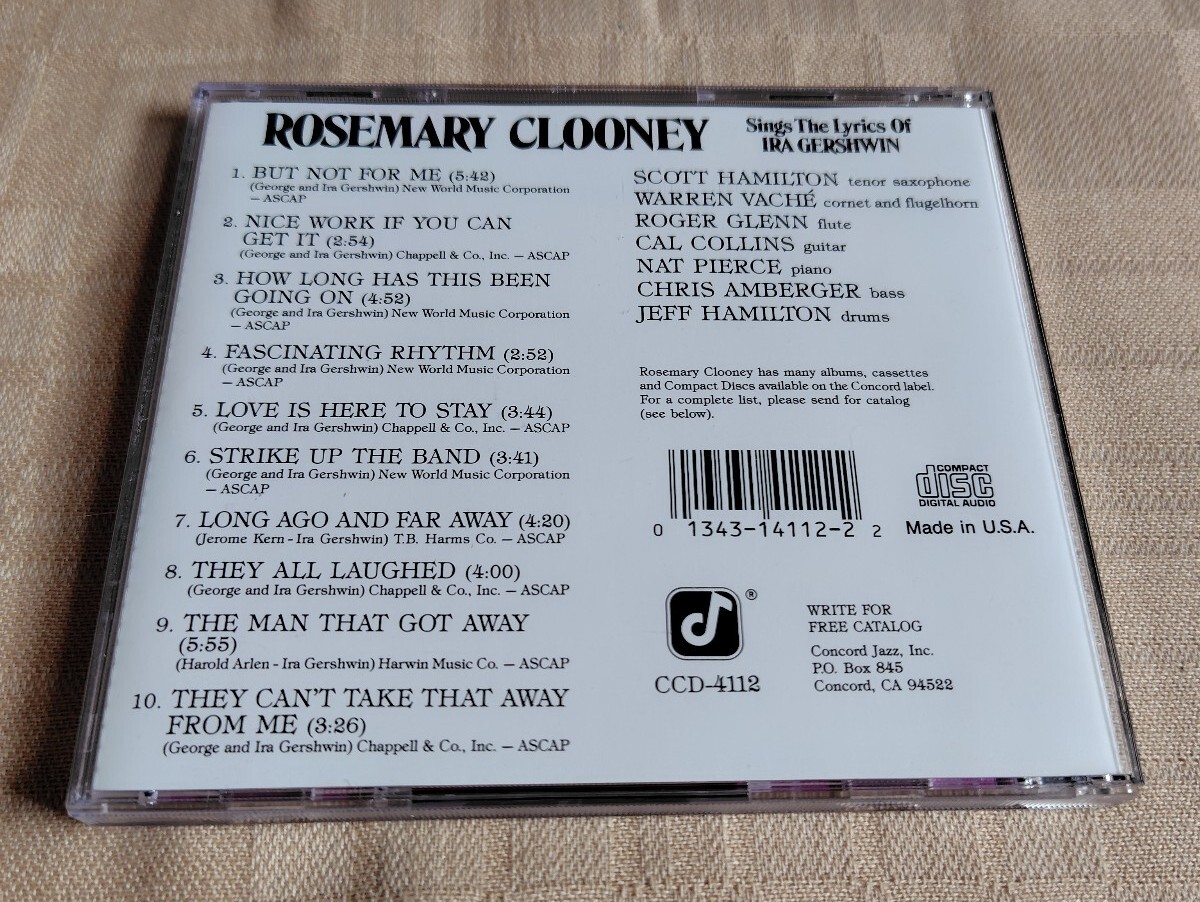 ROSEMARY CLOONEY
Sings The Lyrics Of
IRA GERSHWIN
1. BUT NOT FOR ME (5:42)
(George and Ira Gershwin) New World Music Corporation
– ASCAP
2. NICE WORK IF YOU CAN
GET IT (2:54)
(George and Ira Gershwin) Chappell & Co., Inc. – ASCAP
3. HOW LONG HAS THIS BEEN
GOING ON (4:52)
(George and Ira Gershwin) New World Music Corporation
– ASCAP
4. FASCINATING RHYTHM (2:52)
(George and Ira Gershwin) New World Music Corporation
– ASCAP
5. LOVE IS HERE TO STAY (3:44)
(George and Ira Gershwin) Chappell & Co., Inc. – ASCAP
6. STRIKE UP THE BAND (3:41)
(George and Ira Gershwin) New World Music Corporation
– ASCAP
7. LONG AGO AND FAR AWAY (4:20)
(Jerome Kern - Ira Gershwin) T.B. Harms Co. – ASCAP
8. THEY ALL LAUGHED (4:00)
(George and Ira Gershwin) Chappell & Co., Inc. – ASCAP
9. THE MAN THAT GOT AWAY
(5:55)
(Harold Arlen - Ira Gershwin) Harwin Music Co. – ASCAP
10. THEY CAN'T TAKE THAT AWAY
FROM ME (3:26)
(George and Ira Gershwin) Chappell & Co., Inc. – ASCAP
SCOTT HAMILTON tenor saxophone
WARREN VACHÉ cornet and flugelhorn
ROGER GLENN flute
CAL COLLINS guitar
NAT PIERCE piano
CHRIS AMBERGER bass
JEFF HAMILTON drums
Rosemary Clooney has many albums, cassettes
and Compact Discs available on the Concord label.
For a complete list, please send for catalog
(see below).
0 1343-14112-2 2
COMPACT
disc
DIGITAL AUDIO
Made in U.S.A.
®
CCD-4112
WRITE FOR
FREE CATALOG
Concord Jazz, Inc.
P.O. Box 845
Concord, CA 94522